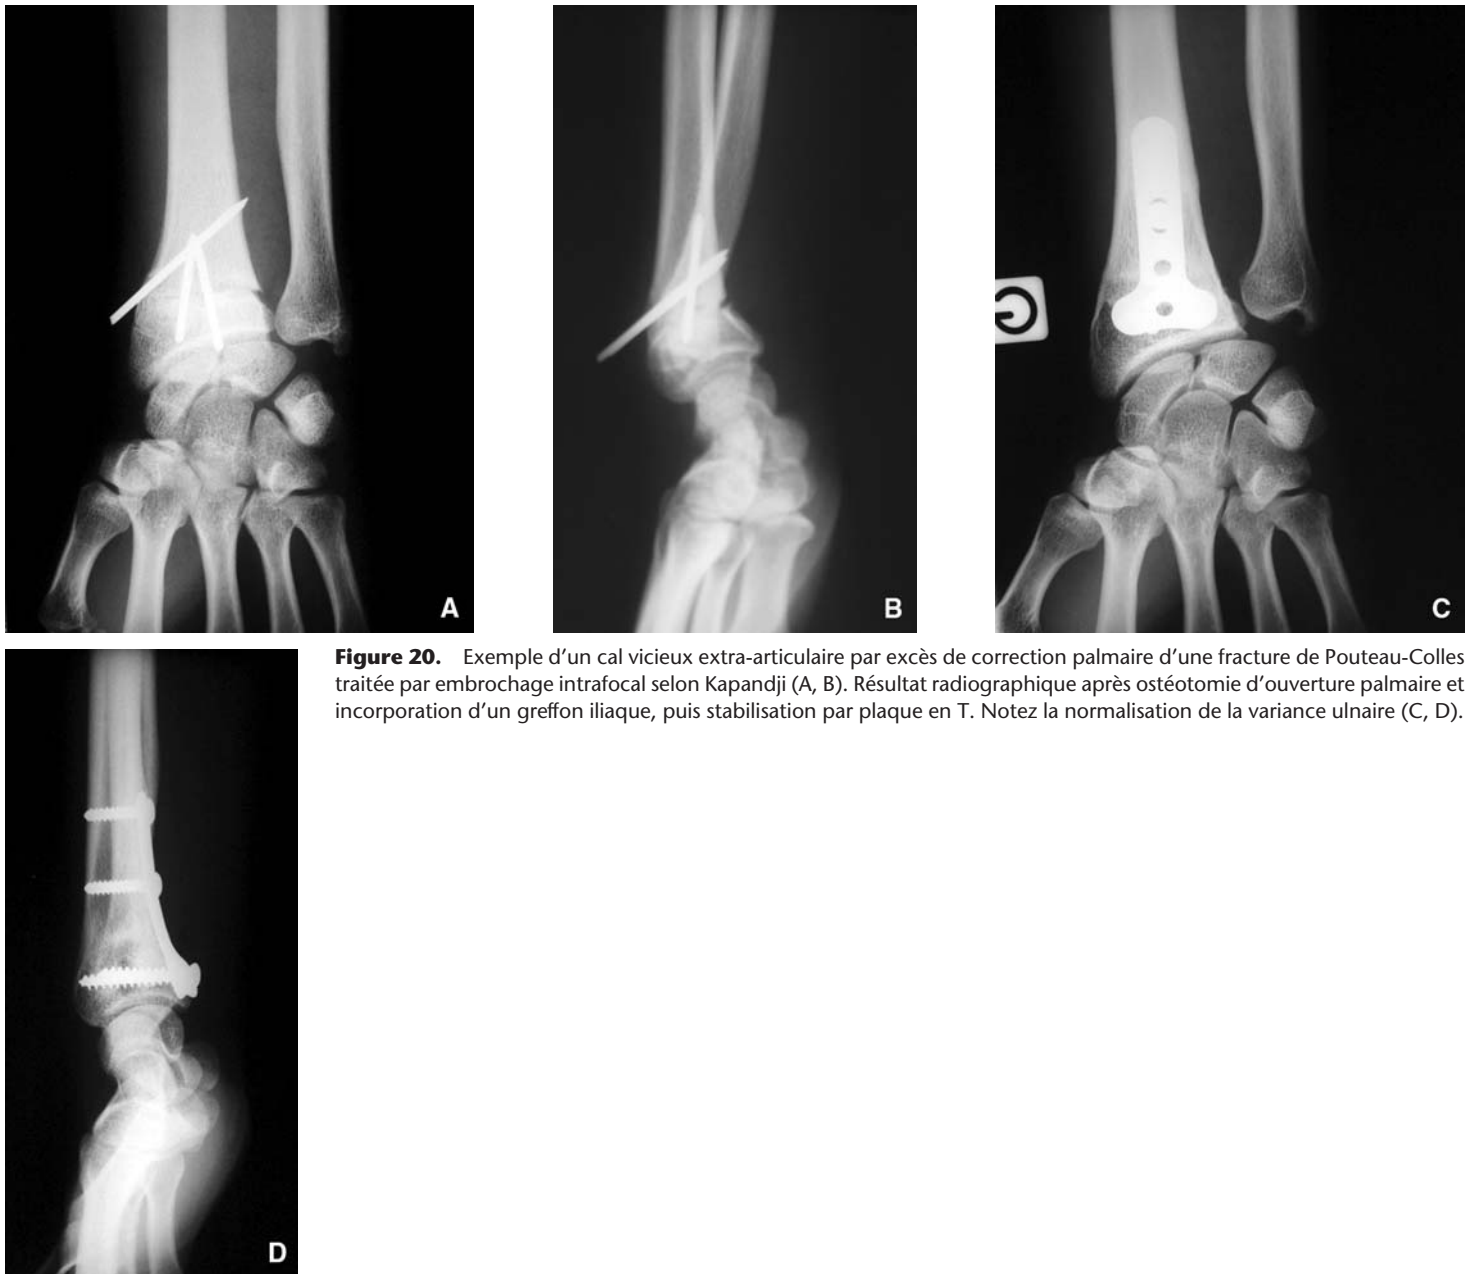 A
B
C
G
Figure 20. Exemple d'un cal vicieux extra-articulaire par excès de correction palmaire d'une fracture de Pouteau-Colles
traitée par embrochage intrafocal selon Kapandji (A, B). Résultat radiographique après ostéotomie d'ouverture palmaire et
incorporation d'un greffon iliaque, puis stabilisation par plaque en T. Notez la normalisation de la variance ulnaire (C, D).
D